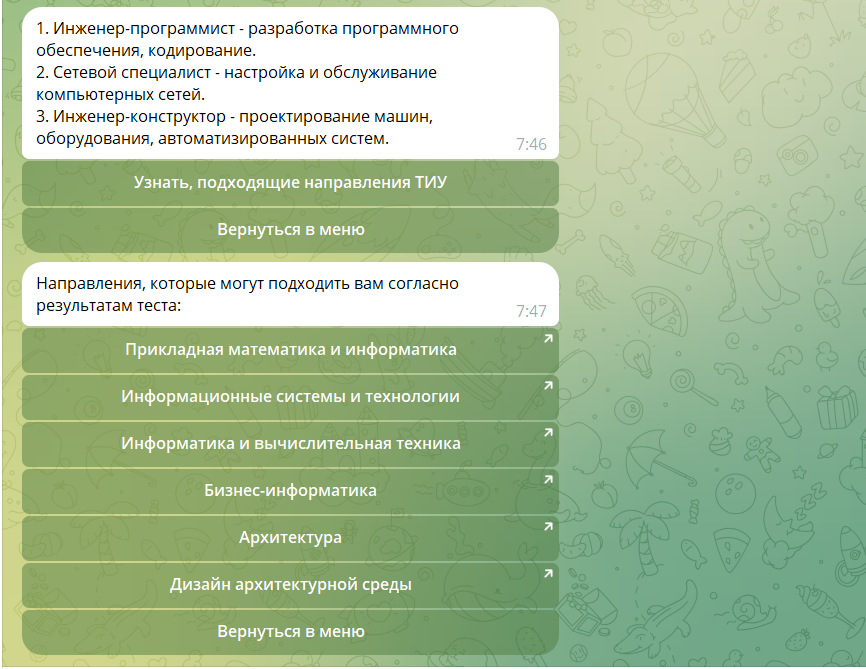 1. Инженер-программист - разработка программного
обеспечения, кодирование.
2. Сетевой специалист - настройка и обслуживание
компьютерных сетей.
3. Инженер-конструктор - проектирование машин,
оборудования, автоматизированных систем.
7:46
Узнать, подходящие направления ТИУ
Вернуться в меню
Направления, которые могут подходить вам согласно
результатам теста:
7:47
Прикладная математика и информатика
Информационные системы и технологии
Информатика и вычислительная техника
Бизнес-информатика
Архитектура
Дизайн архитектурной среды
Вернуться в меню